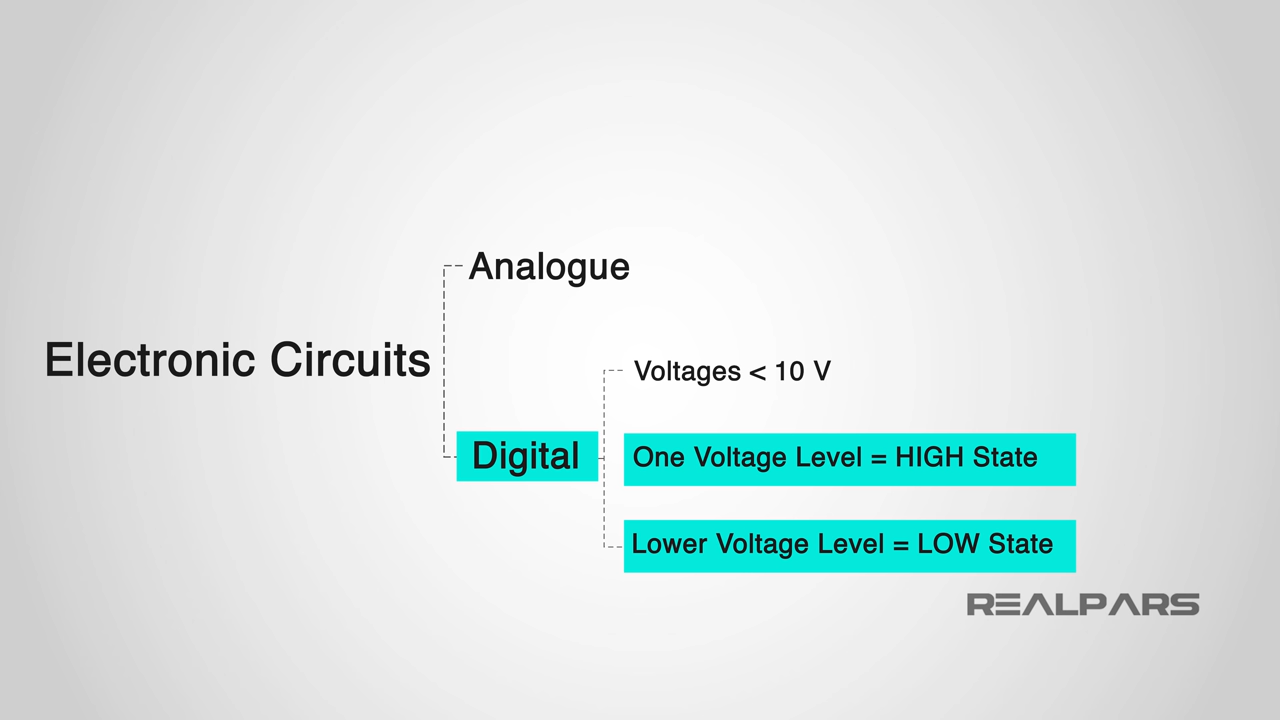 Analogue
Electronic Circuits
Voltages < 10 V
Digital
One Voltage Level = HIGH State
Lower Voltage Level = LOW State
REALPARS